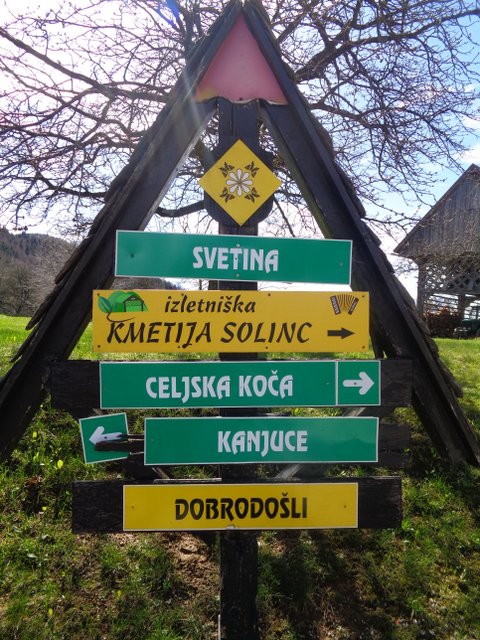 SVETINA
izletniška
KMETIJA SOLINC
CELJSKA KOČA
KANJUCE
DOBRODOŠLI